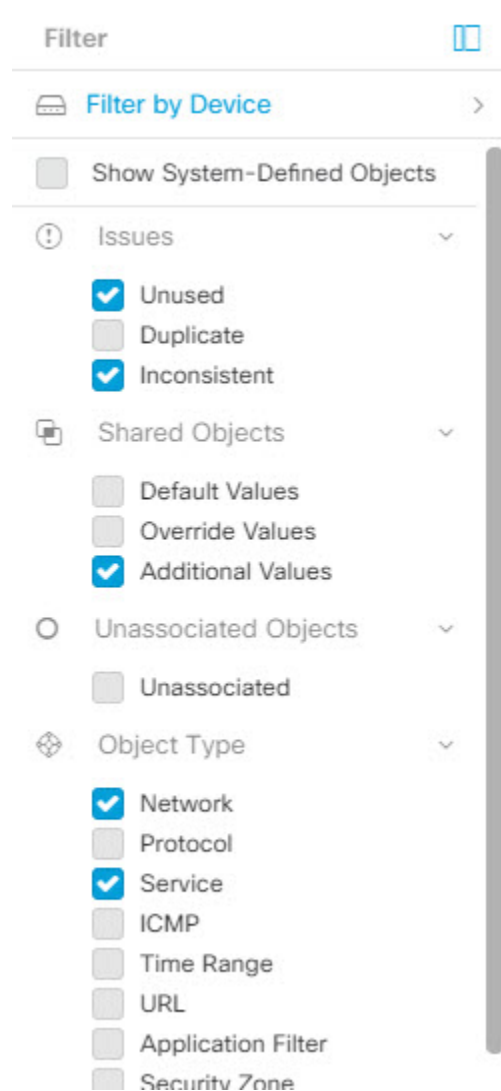 Filter
Filter by Device
Show System-Defined Objects
Issues
Unused
Duplicate
Inconsistent
Shared Objects
Default Values
Override Values
Additional Values
Unassociated Objects
Unassociated
Object Type
Network
Protocol
Service
ICMP
Time Range
URL
Application Filter
Security Zone